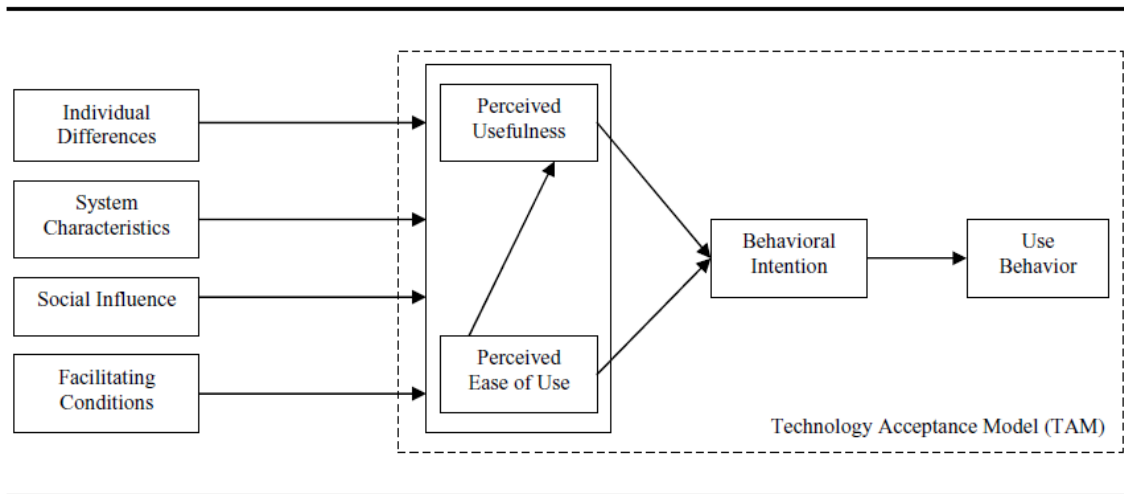 Individual
Differences
System
Characteristics
Social Influence
Facilitating
Conditions
Perceived
Usefulness
Perceived
Ease of Use
Behavioral
Intention
Use
Behavior
Technology Acceptance Model (TAM)